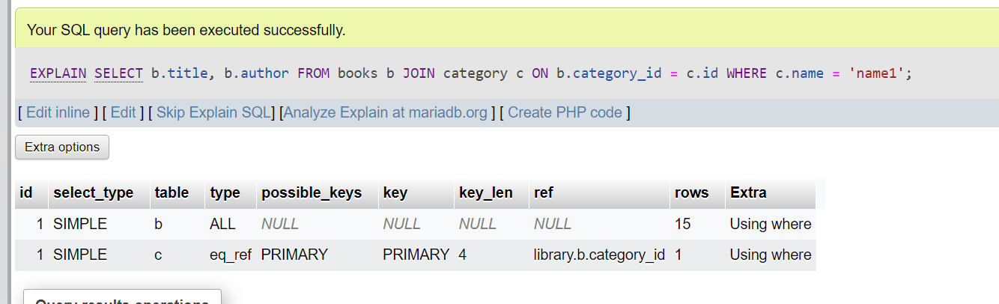 Your SQL query has been executed successfully.
EXPLAIN SELECT b.title, b.author FROM books b JOIN category c ON b.category_id = c.id WHERE c.name = 'name1';
[ Edit inline ] [ Edit ] [ Skip Explain SQL] [Analyze Explain at mariadb.org ] [ Create PHP code ]
Extra options
id select_type table type possible_keys key key_len ref rows Extra
1 SIMPLE b ALL NULL NULL NULL NULL 15 Using where
1 SIMPLE c eq_ref PRIMARY PRIMARY 4 library.b.category_id 1 Using where
Query results operations